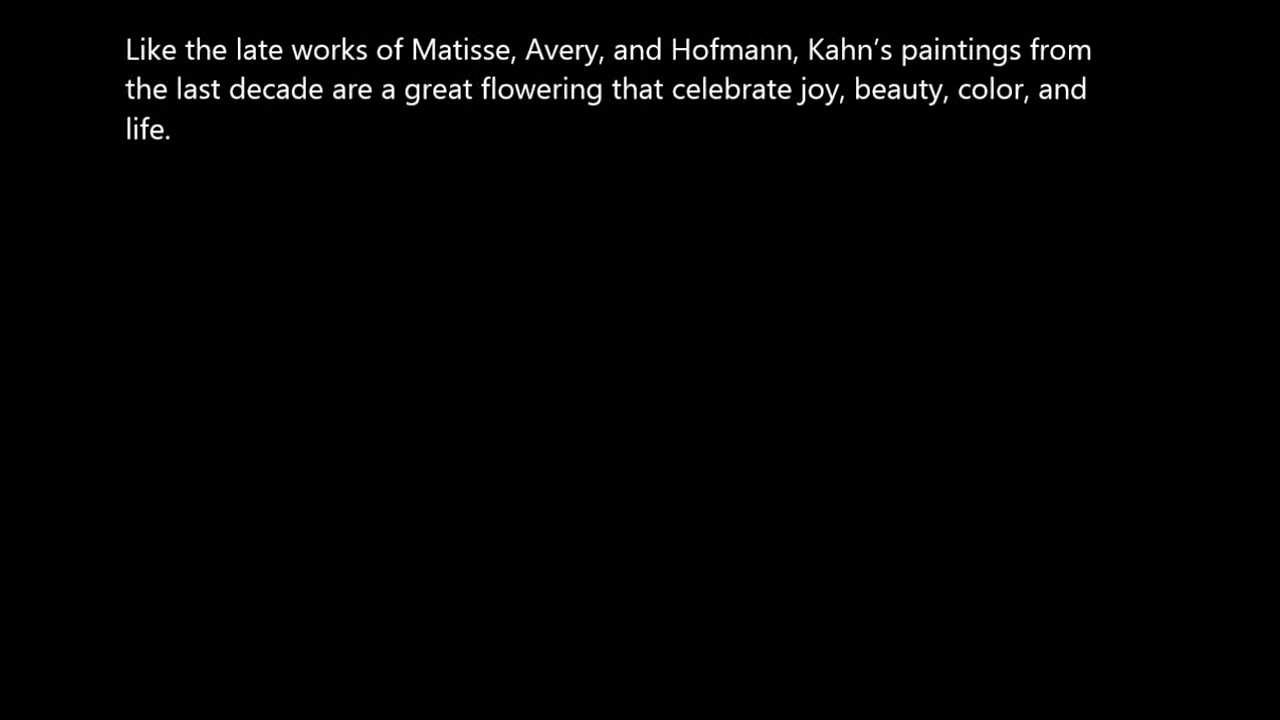 Like the late works of Matisse, Avery, and Hofmann, Kahn’s paintings from
the last decade are a great flowering that celebrate joy, beauty, color, and
life.